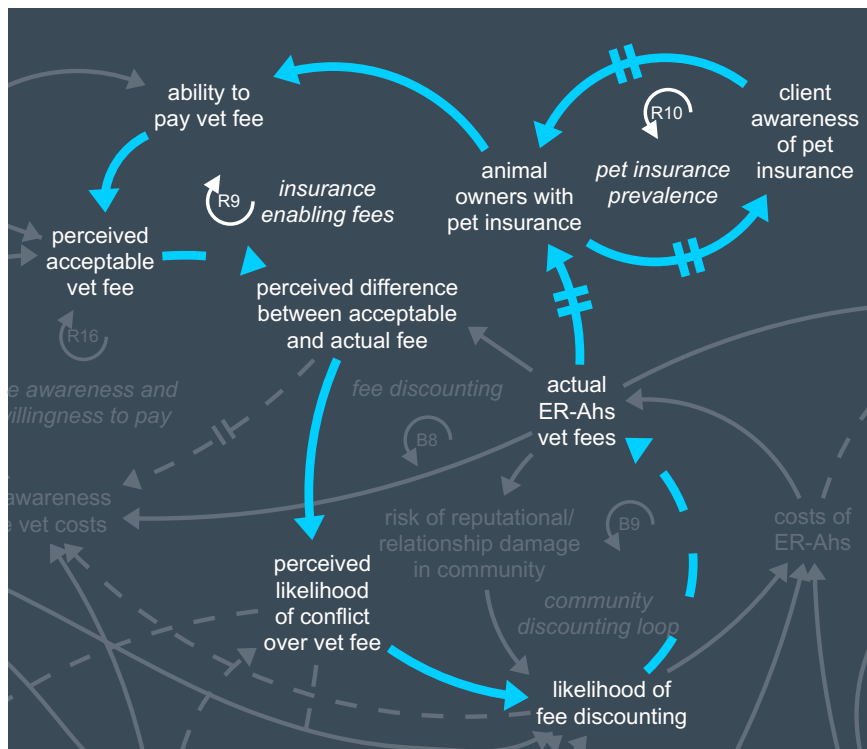 ability to
pay vet fee
client
awareness
of pet
insurance
R10
animal
owners with
pet insurance
pet insurance
prevalence
R9
insurance
enabling fees
perceived
acceptable
vet fee
perceived difference
between acceptable
and actual fee
R16
awareness and
willingness to pay
fee discounting
actual
ER-Ahs
vet fees
B8
awareness
vet costs
risk of reputational/
relationship damage
in community
B9
costs of
ER-Ahs
perceived
likelihood
of conflict
over vet fee
community
discounting loop
likelihood of
fee discounting